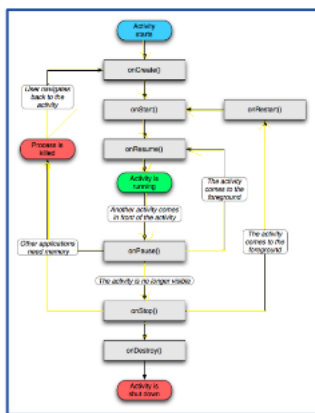 Activity
starts
User navigates
back to the
activity
onCreate()
onStart()
onRestart()
onResume()
Process is
killed
Activity is
running
The activity
comes to the
foreground
Another activity comes
in front of the activity
The activity
comes to the
foreground
Other applications
need memory
onPause()
The activity is no longer visible
onStop()
onDestroy()
Activity is
shut down